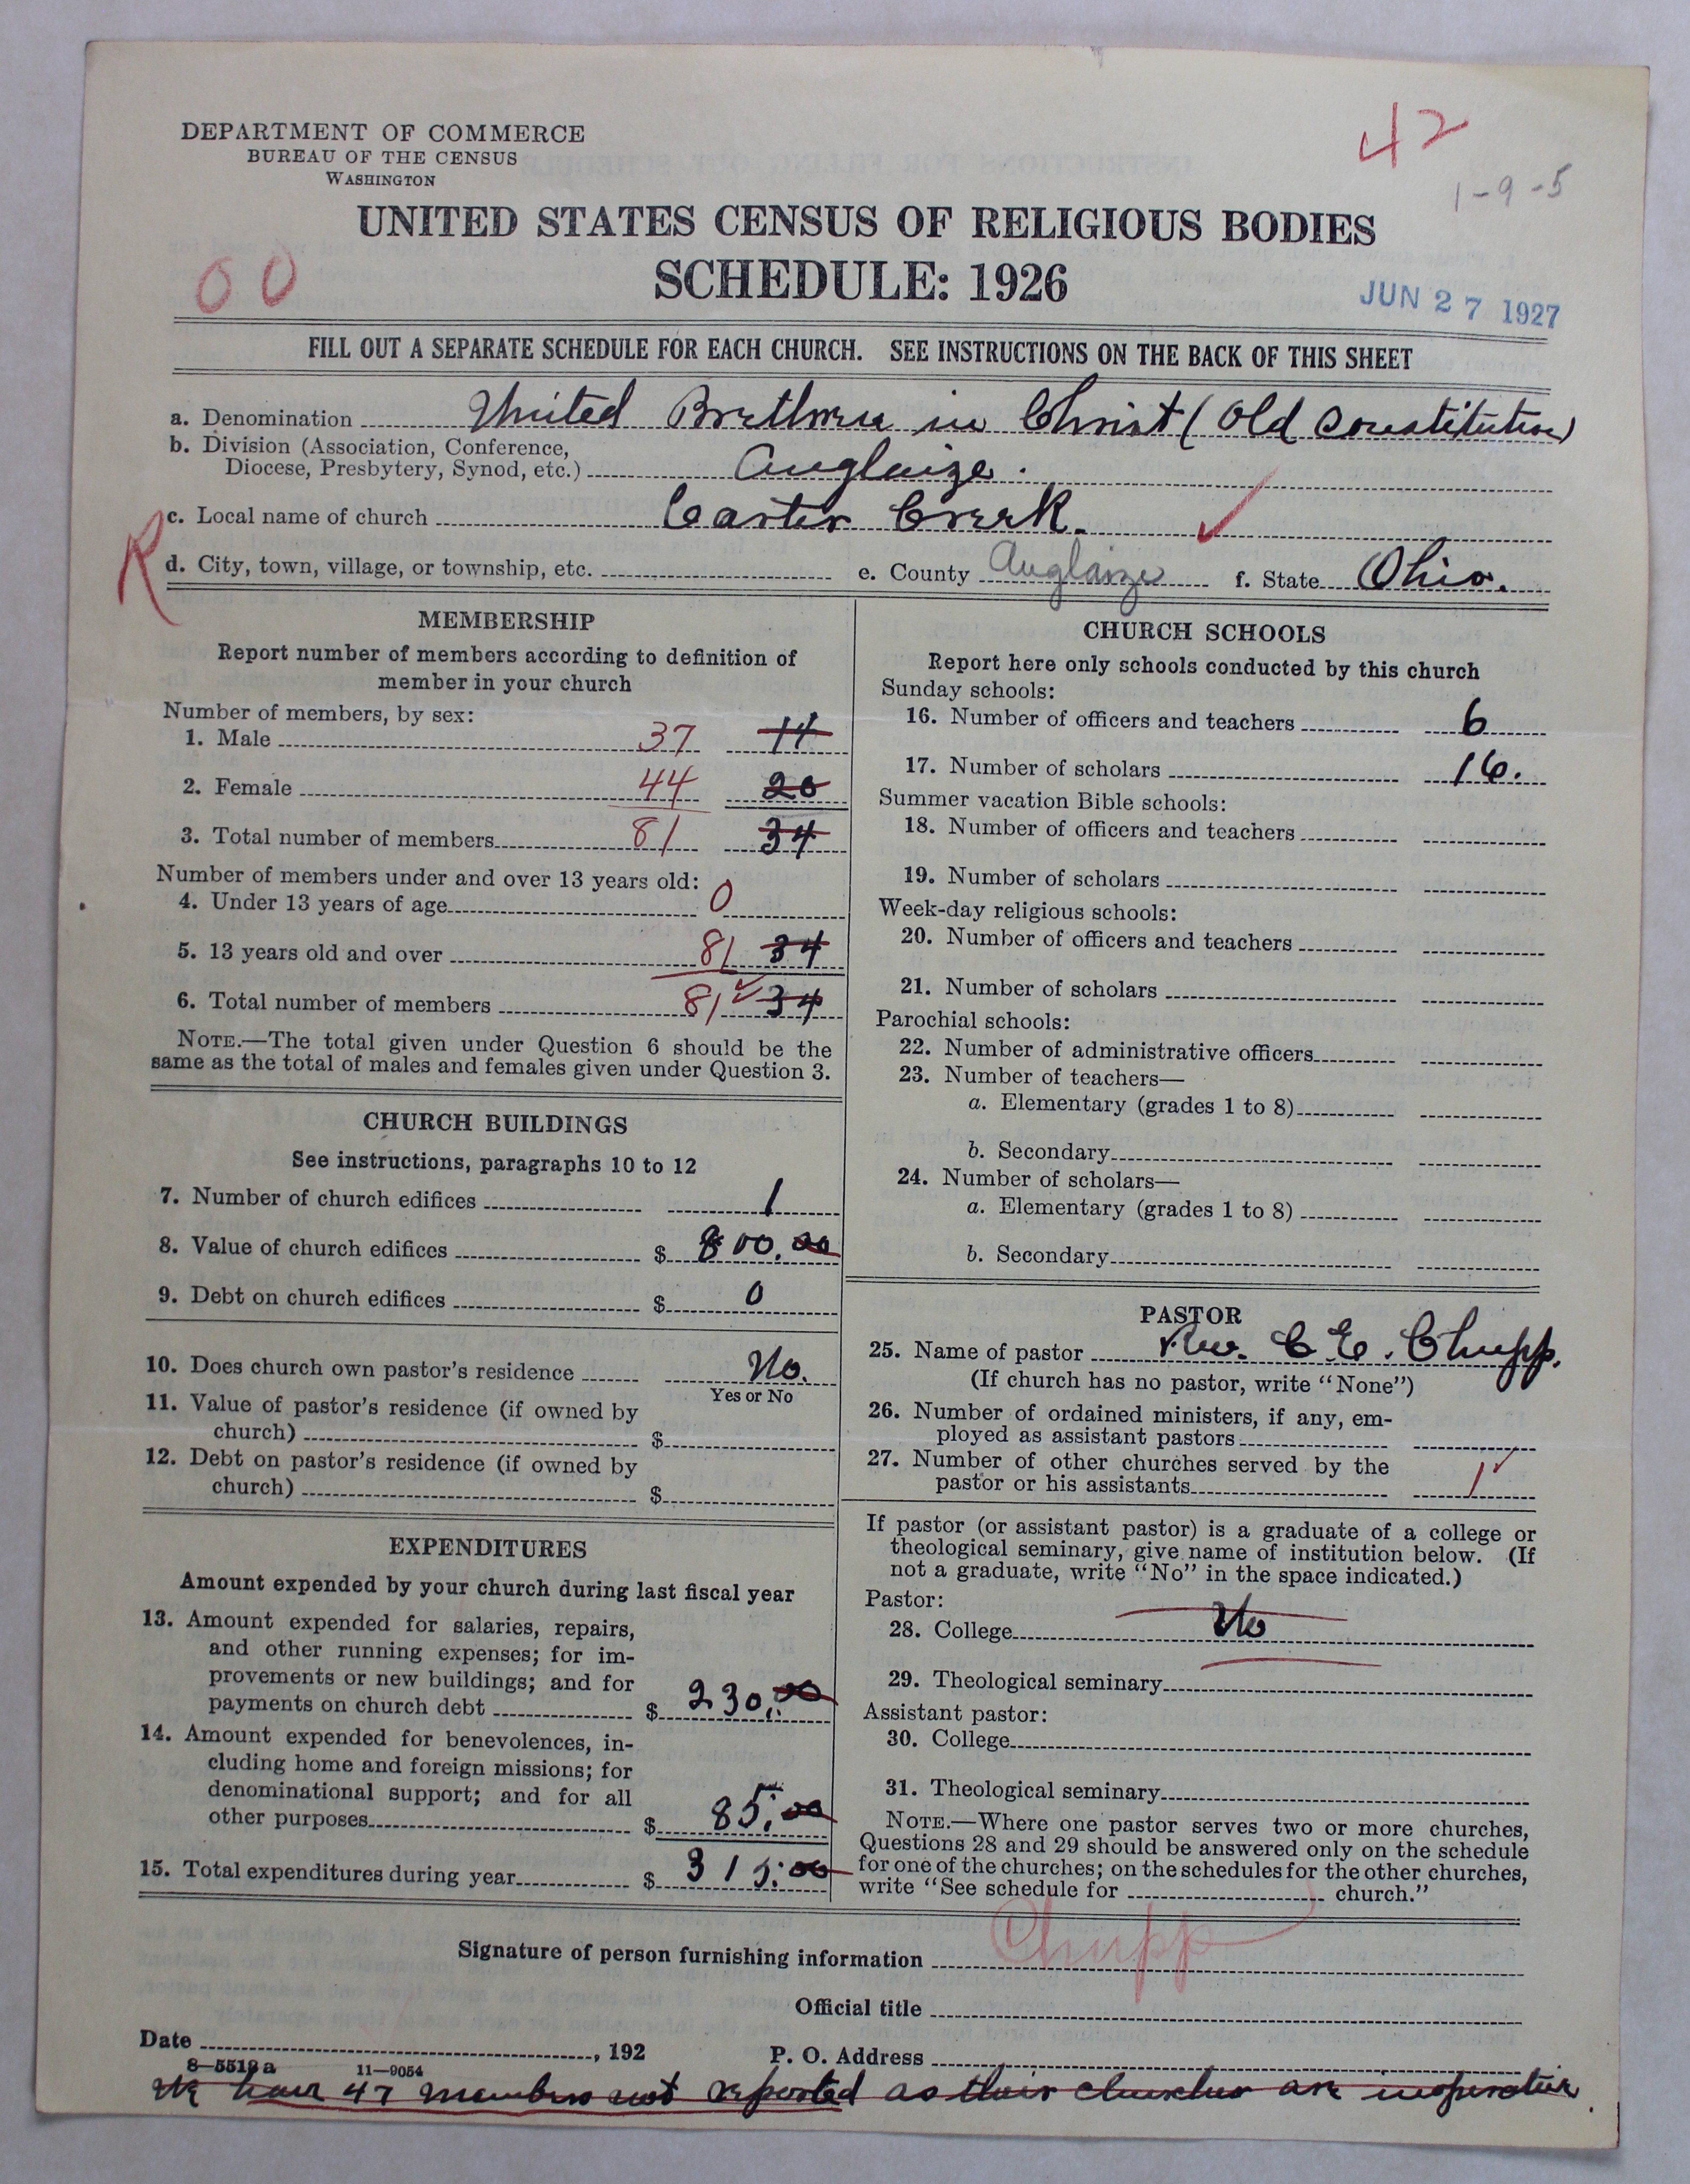 DEPARTMENT OF COMMERCE
BUREAU OF THE CENSUS
WASHINGTON
42
1-9-5
UNITED STATES CENSUS OF RELIGIOUS BODIES
SCHEDULE: 1926
00
JUN 27 1927
FILL OUT A SEPARATE SCHEDULE FOR EACH CHURCH. SEE INSTRUCTIONS ON THE BACK OF THIS SHEET
a. Denomination United Brethren in Christ (Old Constitution)
b. Division (Association, Conference,
Diocese, Presbytery, Synod, etc.) Auglaize.
c. Local name of church Carter Creek. ✓
R
d. City, town, village, or township, etc. e. County Auglaize f. State Ohio.
MEMBERSHIP
Report number of members according to definition of
member in your church
Number of members, by sex:
1. Male 37 14
2. Female 44 20
3. Total number of members 81 34
Number of members under and over 13 years old:
4. Under 13 years of age 0
5. 13 years old and over 81 34
6. Total number of members 81 ✓ 34
NOTE.—The total given under Question 6 should be the
same as the total of males and females given under Question 3.
CHURCH BUILDINGS
See instructions, paragraphs 10 to 12
7. Number of church edifices 1
8. Value of church edifices $ 800.00
9. Debt on church edifices $ 0
10. Does church own pastor's residence No.
Yes or No
11. Value of pastor's residence (if owned by
church) $
12. Debt on pastor's residence (if owned by
church) $
EXPENDITURES
Amount expended by your church during last fiscal year
13. Amount expended for salaries, repairs,
and other running expenses; for im-
provements or new buildings; and for
payments on church debt $ 230.00
14. Amount expended for benevolences, in-
cluding home and foreign missions; for
denominational support; and for all
other purposes $ 85.00
15. Total expenditures during year $ 315.00
CHURCH SCHOOLS
Report here only schools conducted by this church
Sunday schools:
16. Number of officers and teachers 6
17. Number of scholars 16.
Summer vacation Bible schools:
18. Number of officers and teachers
19. Number of scholars
Week-day religious schools:
20. Number of officers and teachers
21. Number of scholars
Parochial schools:
22. Number of administrative officers
23. Number of teachers—
a. Elementary (grades 1 to 8)
b. Secondary
24. Number of scholars—
a. Elementary (grades 1 to 8)
b. Secondary
PASTOR
25. Name of pastor Rev. C. E. Chupp.
(If church has no pastor, write "None")
26. Number of ordained ministers, if any, em-
ployed as assistant pastors
27. Number of other churches served by the
pastor or his assistants 1 ✓
If pastor (or assistant pastor) is a graduate of a college or
theological seminary, give name of institution below. (If
not a graduate, write "No" in the space indicated.)
Pastor:
28. College No
29. Theological seminary
Assistant pastor:
30. College
31. Theological seminary
NOTE.—Where one pastor serves two or more churches,
Questions 28 and 29 should be answered only on the schedule
for one of the churches; on the schedules for the other churches,
write "See schedule for church."
Signature of person furnishing information Chupp
Official title
Date , 192
P. O. Address
8—5519 a 11—9054
We have 47 members not reported as their churches are inoperative.